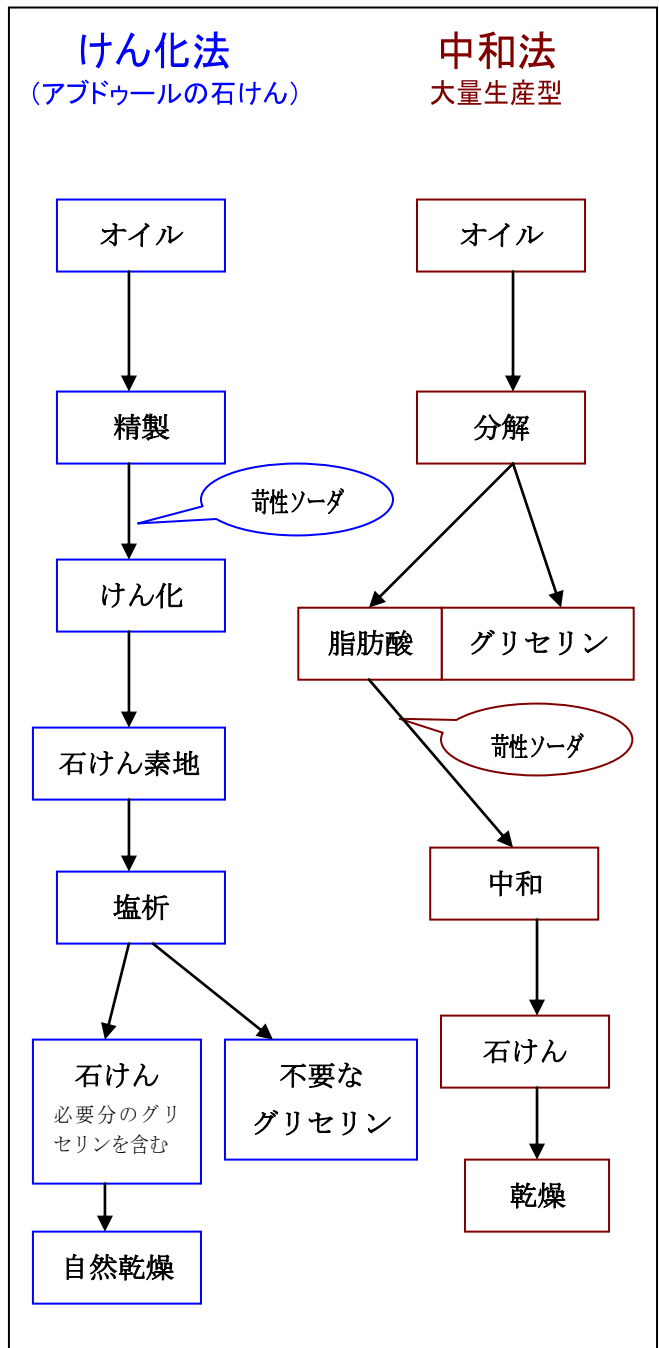 けん化法
（アブドゥールの石けん）
オイル
精製
苛性ソーダ
けん化
石けん素地
塩析
石けん
必要分のグリ
セリンを含む
不要な
グリセリン
自然乾燥
中和法
大量生産型
オイル
分解
脂肪酸
グリセリン
苛性ソーダ
中和
石けん
乾燥